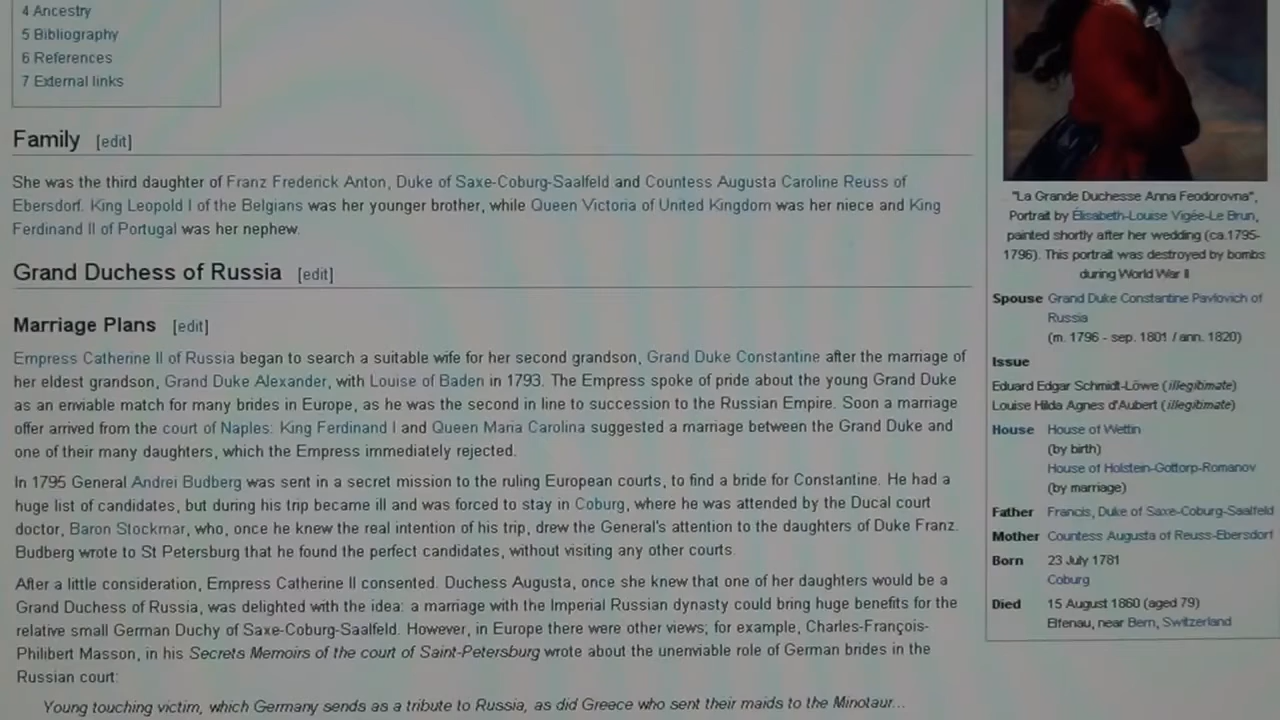 4 Ancestry
5 Bibliography
6 References
7 External links
Family [edit]
She was the third daughter of Franz Frederick Anton, Duke of Saxe-Coburg-Saalfeld and Countess Augusta Caroline Reuss of
Ebersdorf. King Leopold I of the Belgians was her younger brother, while Queen Victoria of United Kingdom was her niece and King
Ferdinand II of Portugal was her nephew.
Grand Duchess of Russia [edit]
Marriage Plans [edit]
Empress Catherine II of Russia began to search a suitable wife for her second grandson, Grand Duke Constantine after the marriage of
her eldest grandson, Grand Duke Alexander, with Louise of Baden in 1793. The Empress spoke of pride about the young Grand Duke
as an enviable match for many brides in Europe, as he was the second in line to succession to the Russian Empire. Soon a marriage
offer arrived from the court of Naples: King Ferdinand I and Queen Maria Carolina suggested a marriage between the Grand Duke and
one of their many daughters, which the Empress immediately rejected.
In 1795 General Andrei Budberg was sent in a secret mission to the ruling European courts, to find a bride for Constantine. He had a
huge list of candidates, but during his trip became ill and was forced to stay in Coburg, where he was attended by the Ducal court
doctor, Baron Stockmar, who, once he knew the real intention of his trip, drew the General's attention to the daughters of Duke Franz.
Budberg wrote to St Petersburg that he found the perfect candidates, without visiting any other courts.
After a little consideration, Empress Catherine II consented. Duchess Augusta, once she knew that one of her daughters would be a
Grand Duchess of Russia, was delighted with the idea: a marriage with the Imperial Russian dynasty could bring huge benefits for the
relative small German Duchy of Saxe-Coburg-Saalfeld. However, in Europe there were other views; for example, Charles-François-
Philibert Masson, in his Secrets Memoirs of the court of Saint-Petersburg wrote about the unenviable role of German brides in the
Russian court:
Young touching victim, which Germany sends as a tribute to Russia, as did Greece who sent their maids to the Minotaur...
"La Grande Duchesse Anna Feodorovna",
Portrait by Élisabeth-Louise Vigée-Le Brun,
painted shortly after her wedding (ca.1795-
1796). This portrait was destroyed by bombs
during World War II
Spouse Grand Duke Constantine Pavlovich of
Russia
(m. 1796 - sep. 1801 / ann. 1820)
Issue
Eduard Edgar Schmidt-Löwe (illegitimate)
Louise Hilda Agnes d'Aubert (illegitimate)
House House of Wettin
(by birth)
House of Holstein-Gottorp-Romanov
(by marriage)
Father Francis, Duke of Saxe-Coburg-Saalfeld
Mother Countess Augusta of Reuss-Ebersdorf
Born 23 July 1781
Coburg
Died 15 August 1860 (aged 79)
Elfenau, near Bern, Switzerland